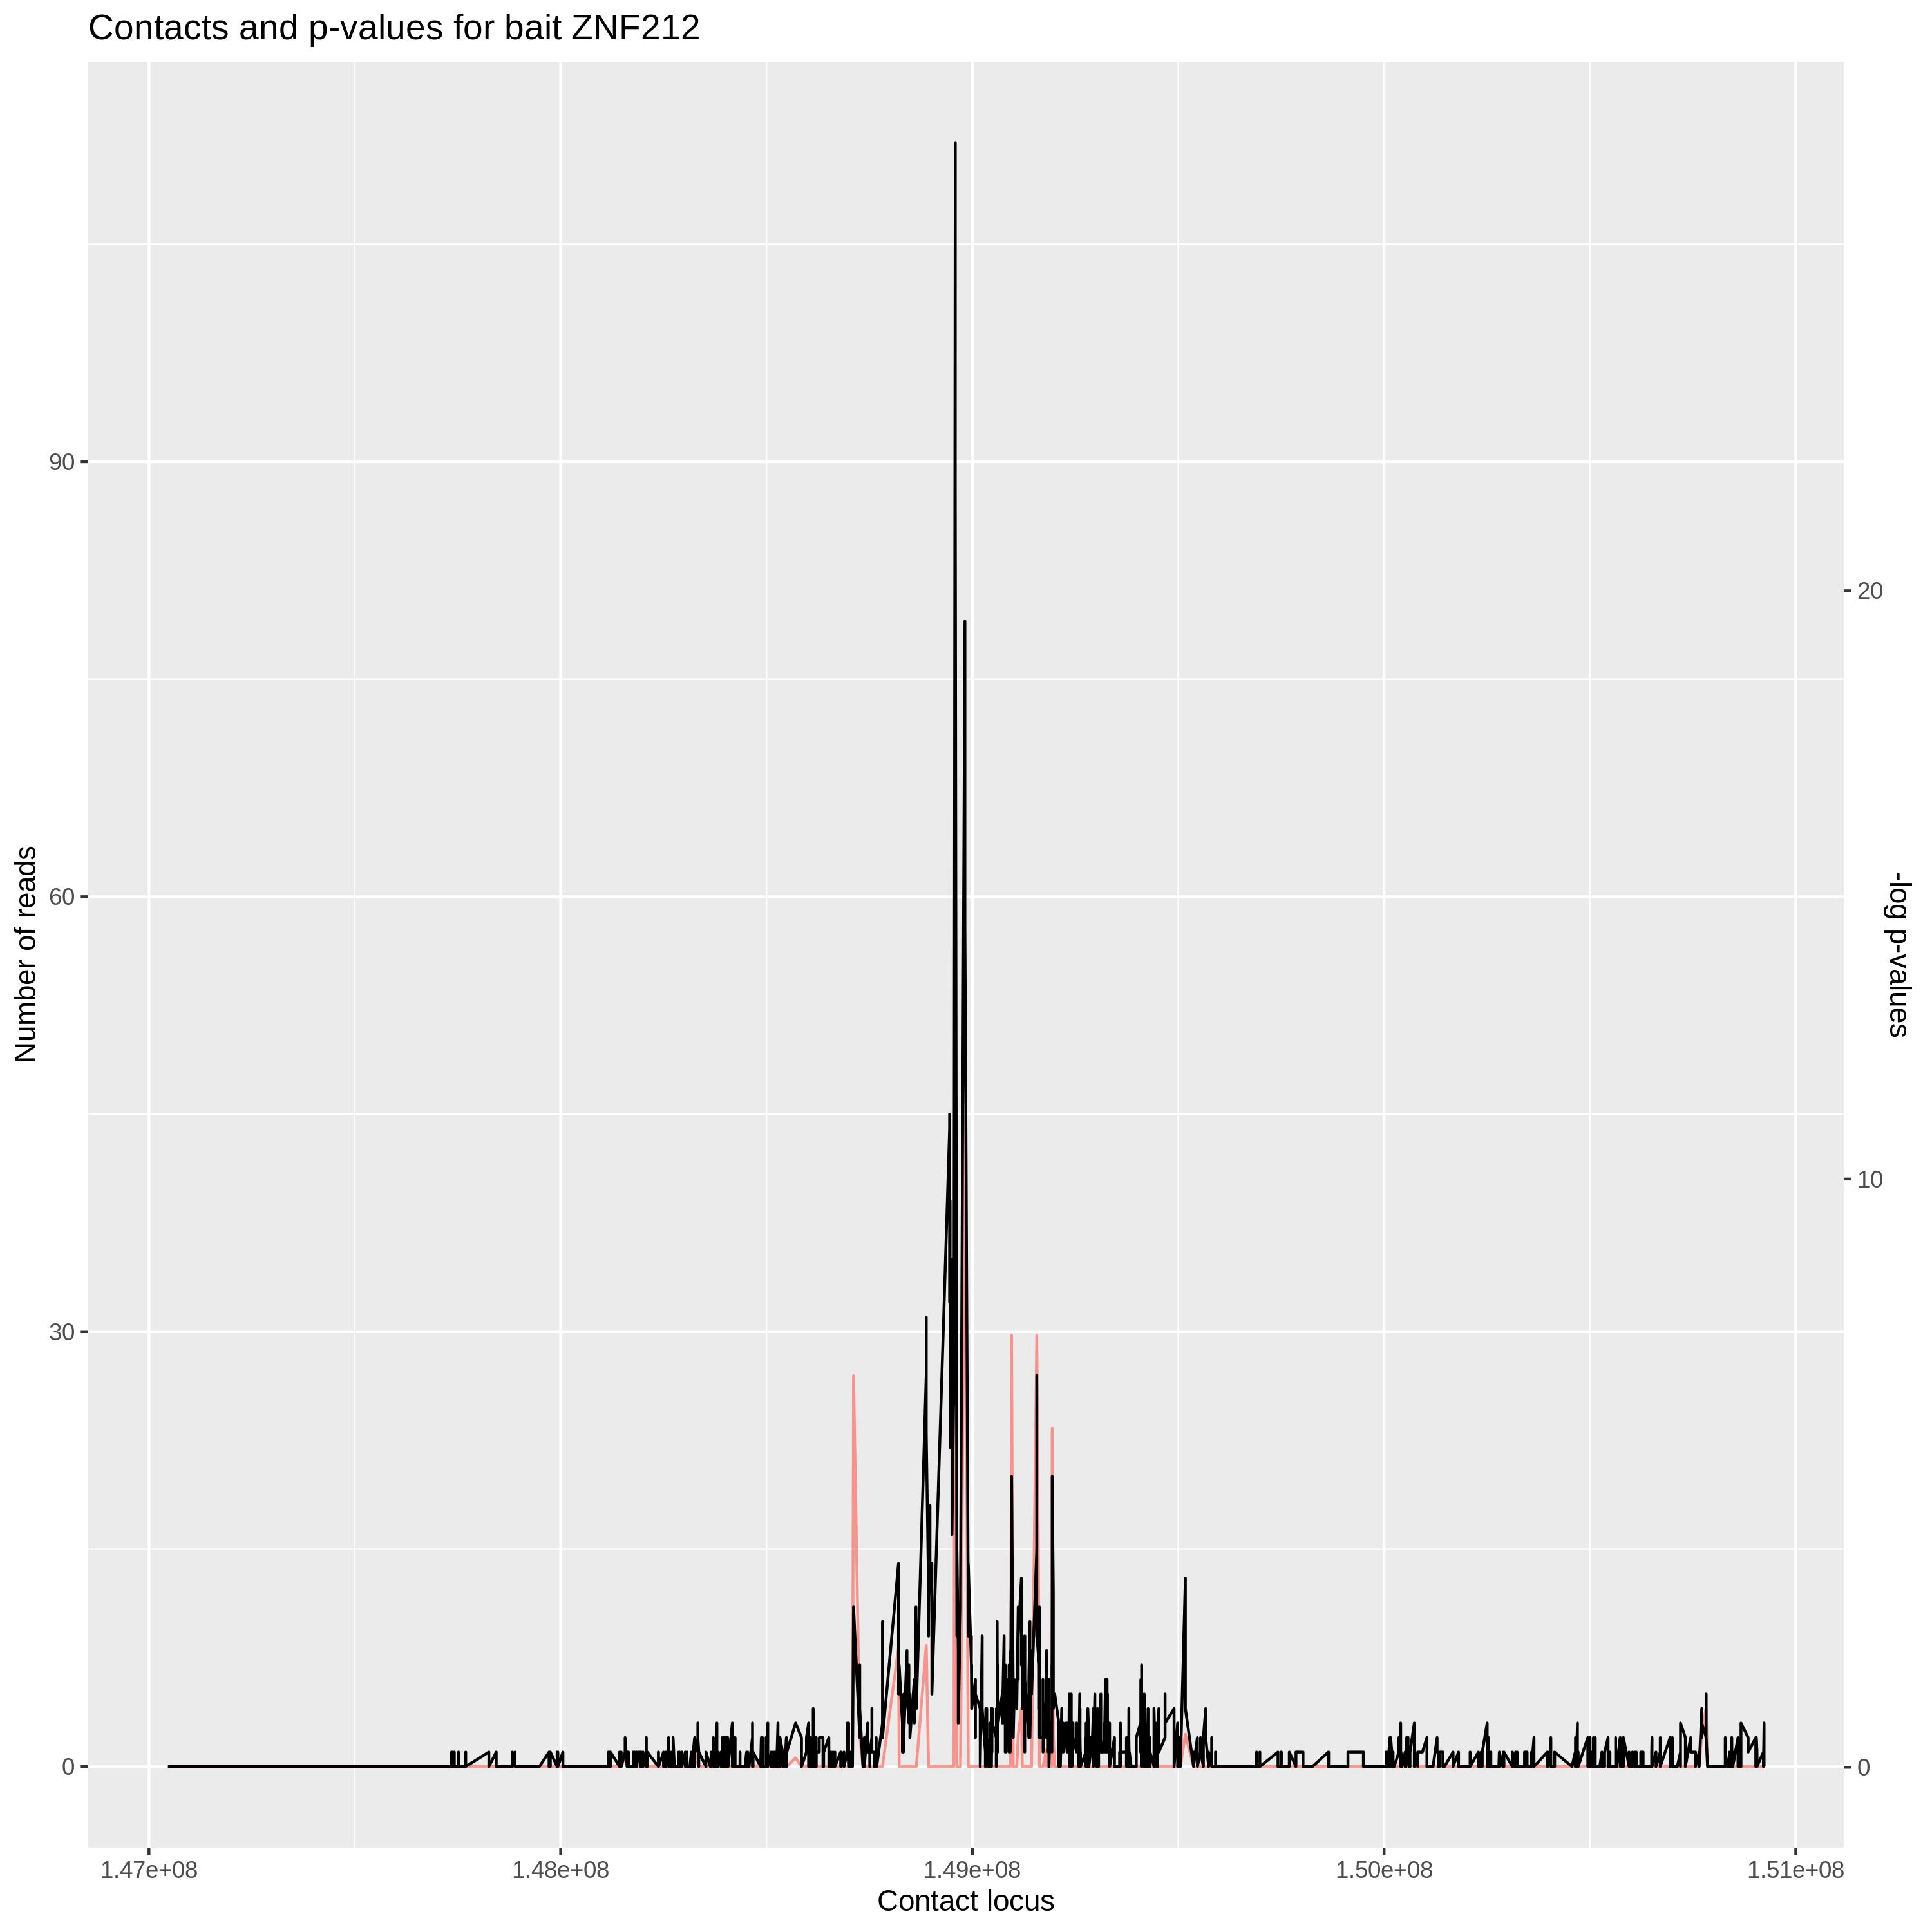 Contacts and p-values for bait ZNF212
Number of reads
90
60
30
0
20
10
0
-log p-values
1.47e+08 1.48e+08 1.49e+08 1.50e+08 1.51e+08
Contact locus